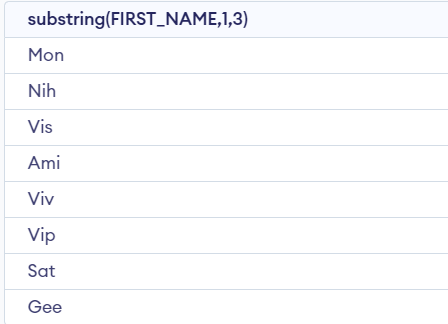 substring(FIRST_NAME,1,3)
Mon
Nih
Vis
Ami
Viv
Vip
Sat
Gee